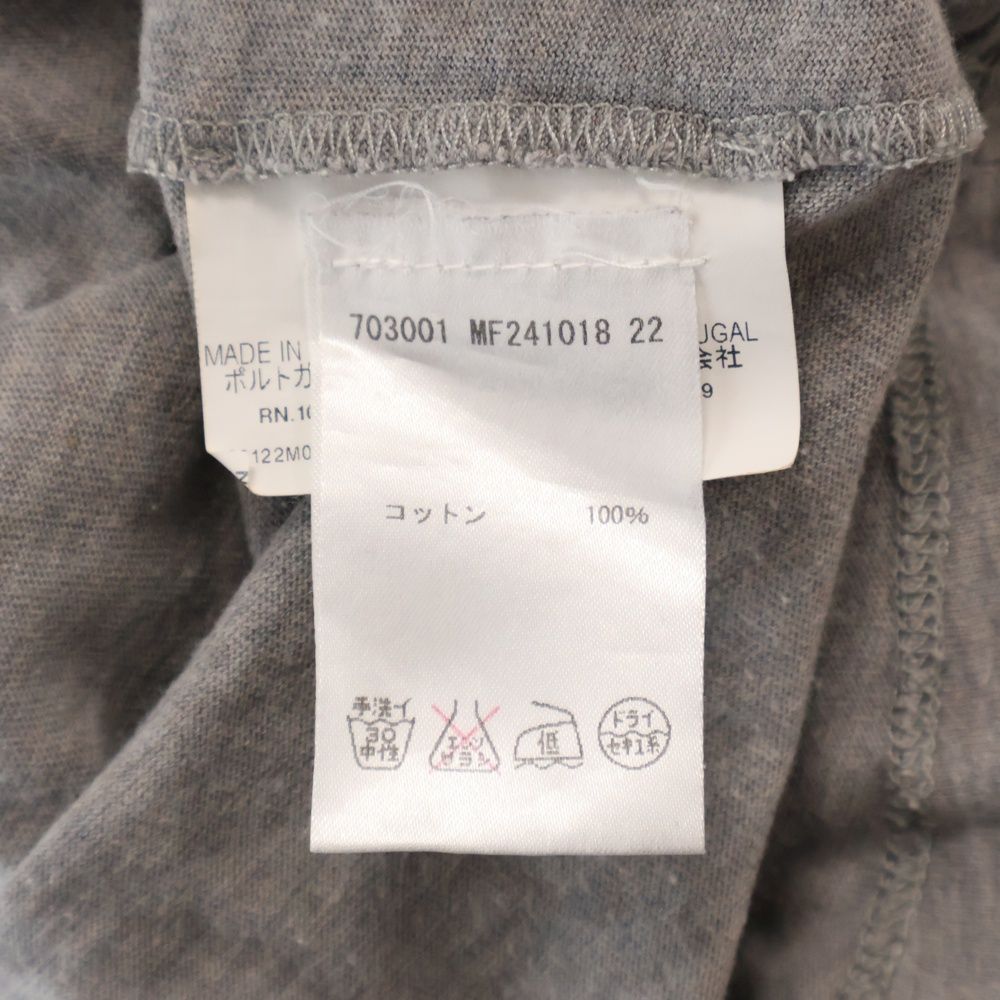 703001 MF241018 22
MADE IN
UGAL
ポルトガ
会社
RN.1
9
122M0
コットン 100%
手洗イ
30
中性
エンソ
サラシ
低
ドライ
セキユ系